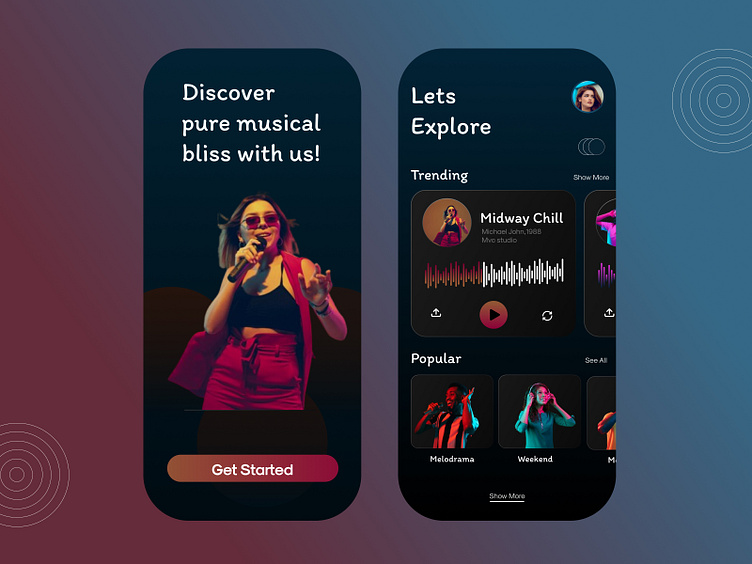 Discover
pure musical
bliss with us!
Get Started
Lets
Explore
Trending
Show More
Midway Chill
Michael John,1988
Mvc studio
Popular
See All
Melodrama
Weekend
Show More